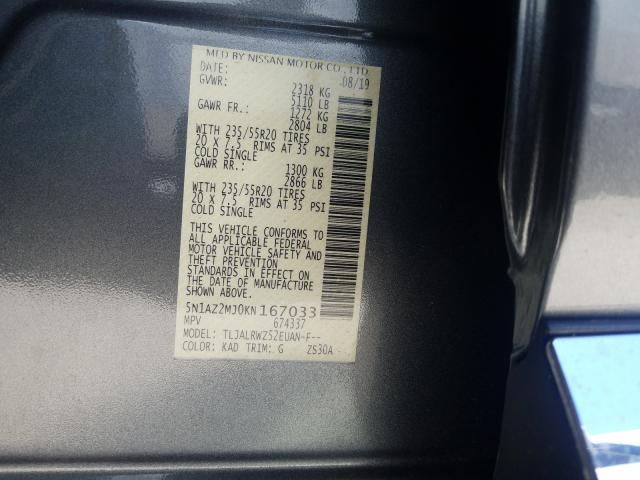 MFD BY NISSAN MOTOR CO., LTD.
DATE: 08/19
GVWR: 2318 KG
5110 LB
GAWR FR.: 1272 KG
2804 LB
WITH 235/55R20 TIRES
20 X 7.5 RIMS AT 35 PSI
COLD SINGLE
GAWR RR.: 1300 KG
2866 LB
WITH 235/55R20 TIRES
20 X 7.5 RIMS AT 35 PSI
COLD SINGLE
THIS VEHICLE CONFORMS TO
ALL APPLICABLE FEDERAL
MOTOR VEHICLE SAFETY AND
THEFT PREVENTION
STANDARDS IN EFFECT ON
THE DATE OF MANUFACTURE
SHOWN ABOVE.
5N1AZ2MJ0KN167033
MPV 674337
MODEL: TLJALRWZ52EUAN-F--
COLOR: KAD TRIM: G ZS30A